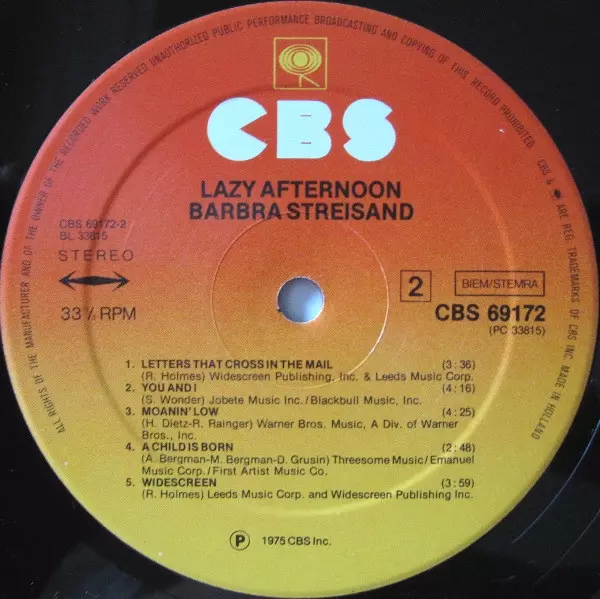 ALL RIGHTS OF THE MANUFACTURER AND OF THE OWNER OF THE RECORDED WORK RESERVED UNAUTHORIZED PUBLIC PERFORMANCE BROADCASTING AND COPYING OF THIS RECORD PROHIBITED. CBS & ARE REG. TRADEMARKS OF CBS INC. MADE IN HOLLAND
CBS
LAZY AFTERNOON
BARBRA STREISAND
CBS 69172-2
BL 33815
STEREO
33 ⅓ RPM
2
BIEM/STEMRA
CBS 69172
(PC 33815)
1. LETTERS THAT CROSS IN THE MAIL (3:36)
(R. Holmes) Widescreen Publishing, Inc. & Leeds Music Corp.
2. YOU AND I (4:16)
(S. Wonder) Jobete Music Inc./Blackbull Music, Inc.
3. MOANIN' LOW (4:25)
(H. Dietz-R. Rainger) Warner Bros. Music, A Div. of Warner
Bros., Inc.
4. A CHILD IS BORN (2:48)
(A. Bergman-M. Bergman-D. Grusin) Threesome Music/Emanuel
Music Corp./First Artist Music Co.
5. WIDESCREEN (3:59)
(R. Holmes) Leeds Music Corp. and Widescreen Publishing Inc.
Ⓟ 1975 CBS Inc.